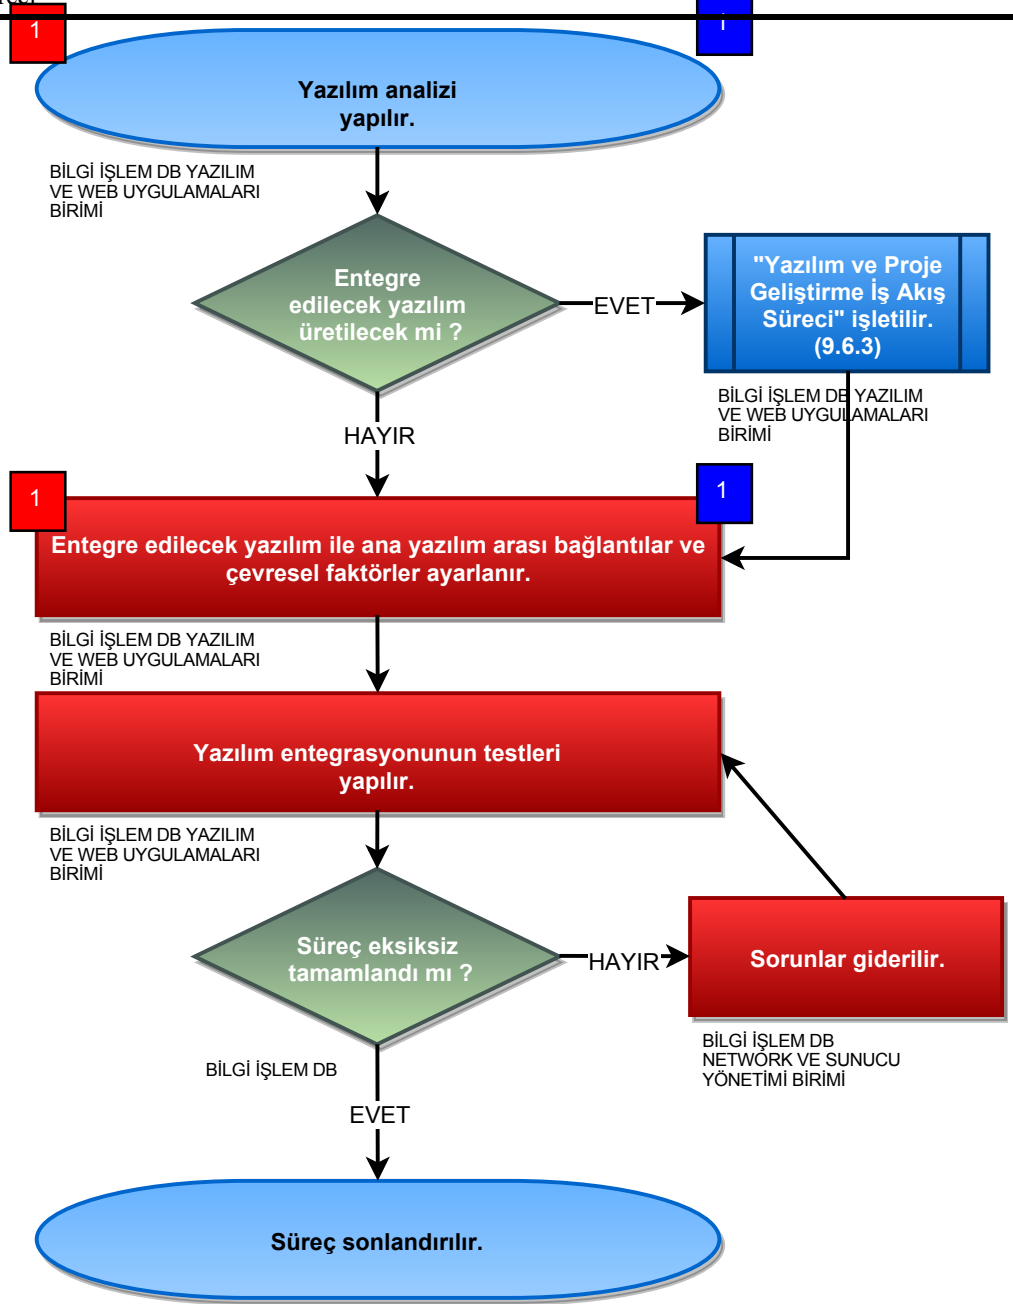 1
1
Yazılım analizi
yapılır.
BİLGİ İŞLEM DB YAZILIM
VE WEB UYGULAMALARI
BİRİMİ
Entegre
edilecek yazılım
üretilecek mi ?
EVET
"Yazılım ve Proje
Geliştirme İş Akış
Süreci" işletilir.
(9.6.3)
BİLGİ İŞLEM DB YAZILIM
VE WEB UYGULAMALARI
BİRİMİ
HAYIR
1
1
Entegre edilecek yazılım ile ana yazılım arası bağlantılar ve
çevresel faktörler ayarlanır.
BİLGİ İŞLEM DB YAZILIM
VE WEB UYGULAMALARI
BİRİMİ
Yazılım entegrasyonunun testleri
yapılır.
BİLGİ İŞLEM DB YAZILIM
VE WEB UYGULAMALARI
BİRİMİ
Süreç eksiksiz
tamamlandı mı ?
HAYIR
Sorunlar giderilir.
BİLGİ İŞLEM DB
NETWORK VE SUNUCU
YÖNETİMİ BİRİMİ
BİLGİ İŞLEM DB
EVET
Süreç sonlandırılır.